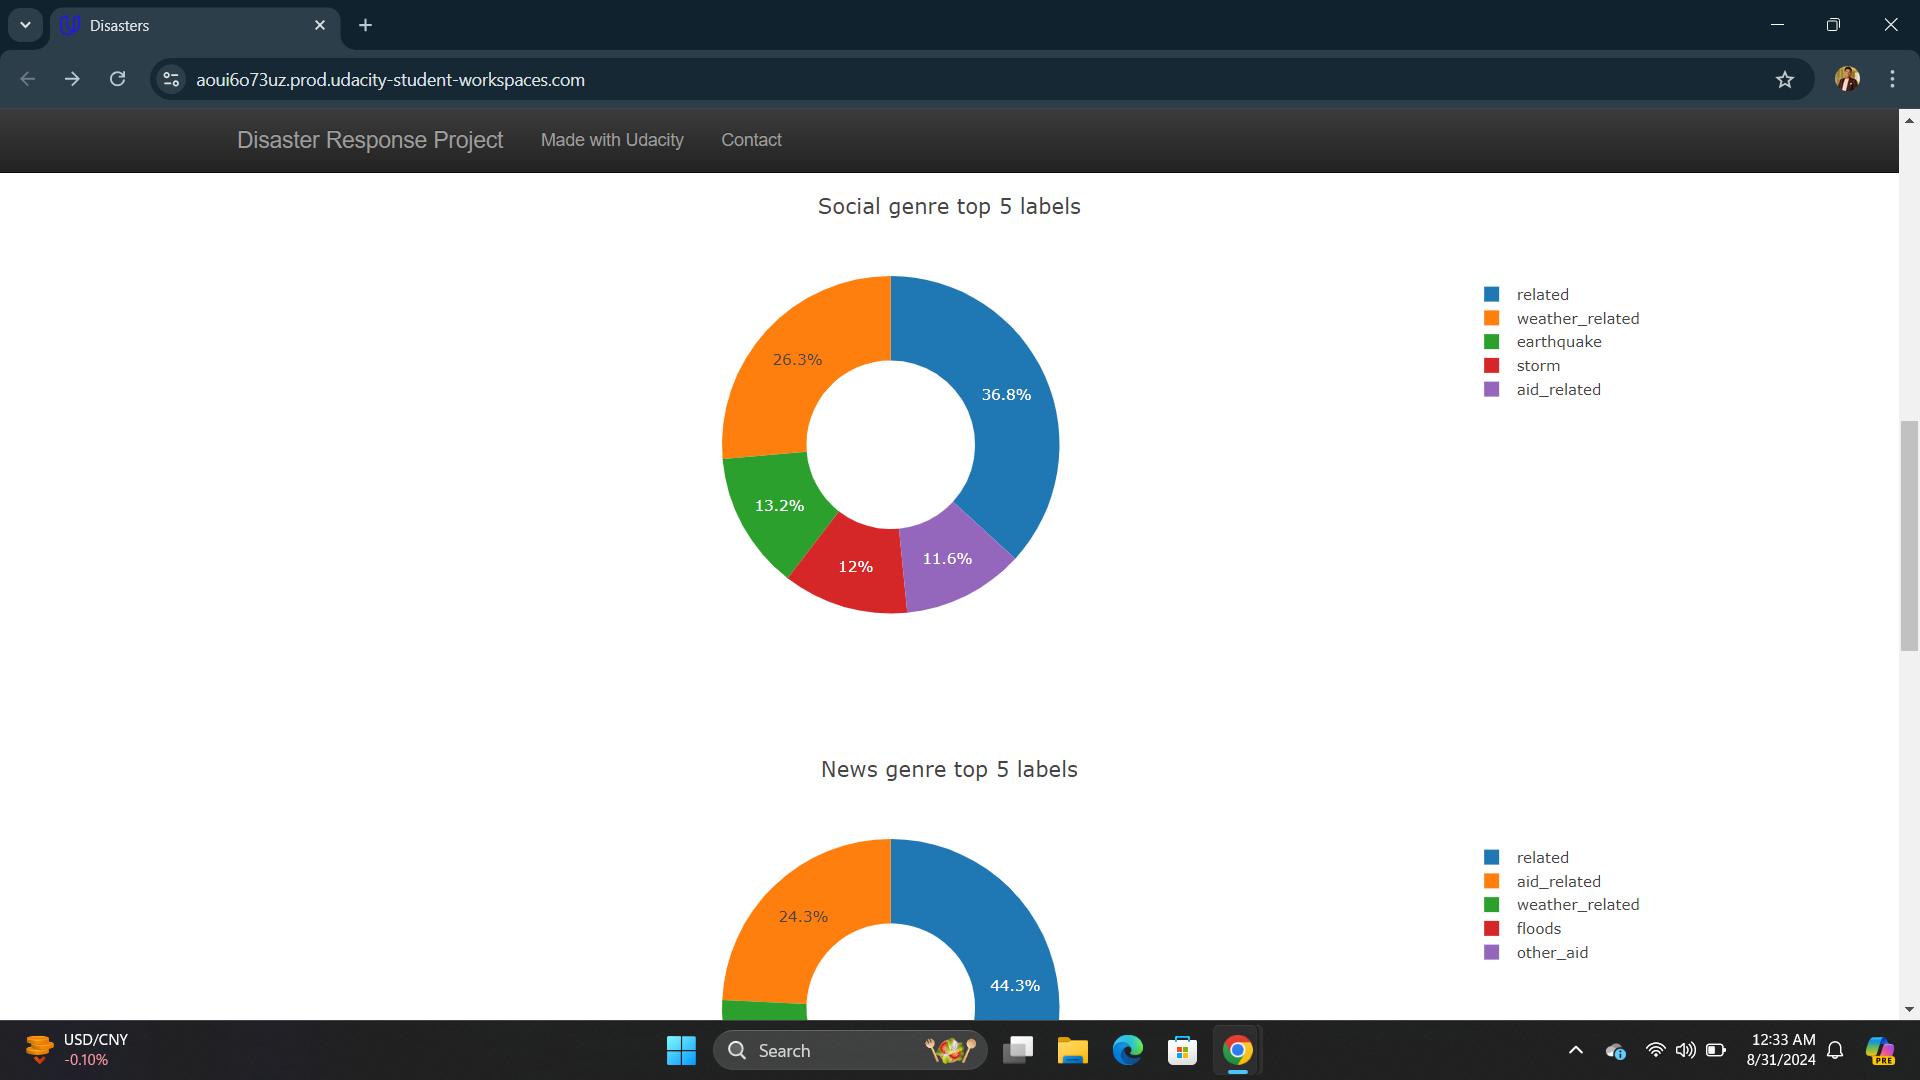 Disasters
aoui6o73uz.prod.udacity-student-workspaces.com
Disaster Response Project Made with Udacity Contact
Social genre top 5 labels
related
weather_related
earthquake
storm
aid_related
26.3%
36.8%
13.2%
12%
11.6%
News genre top 5 labels
related
aid_related
weather_related
floods
other_aid
24.3%
44.3%
USD/CNY
-0.10%
Search
12:33 AM
8/31/2024
PRE